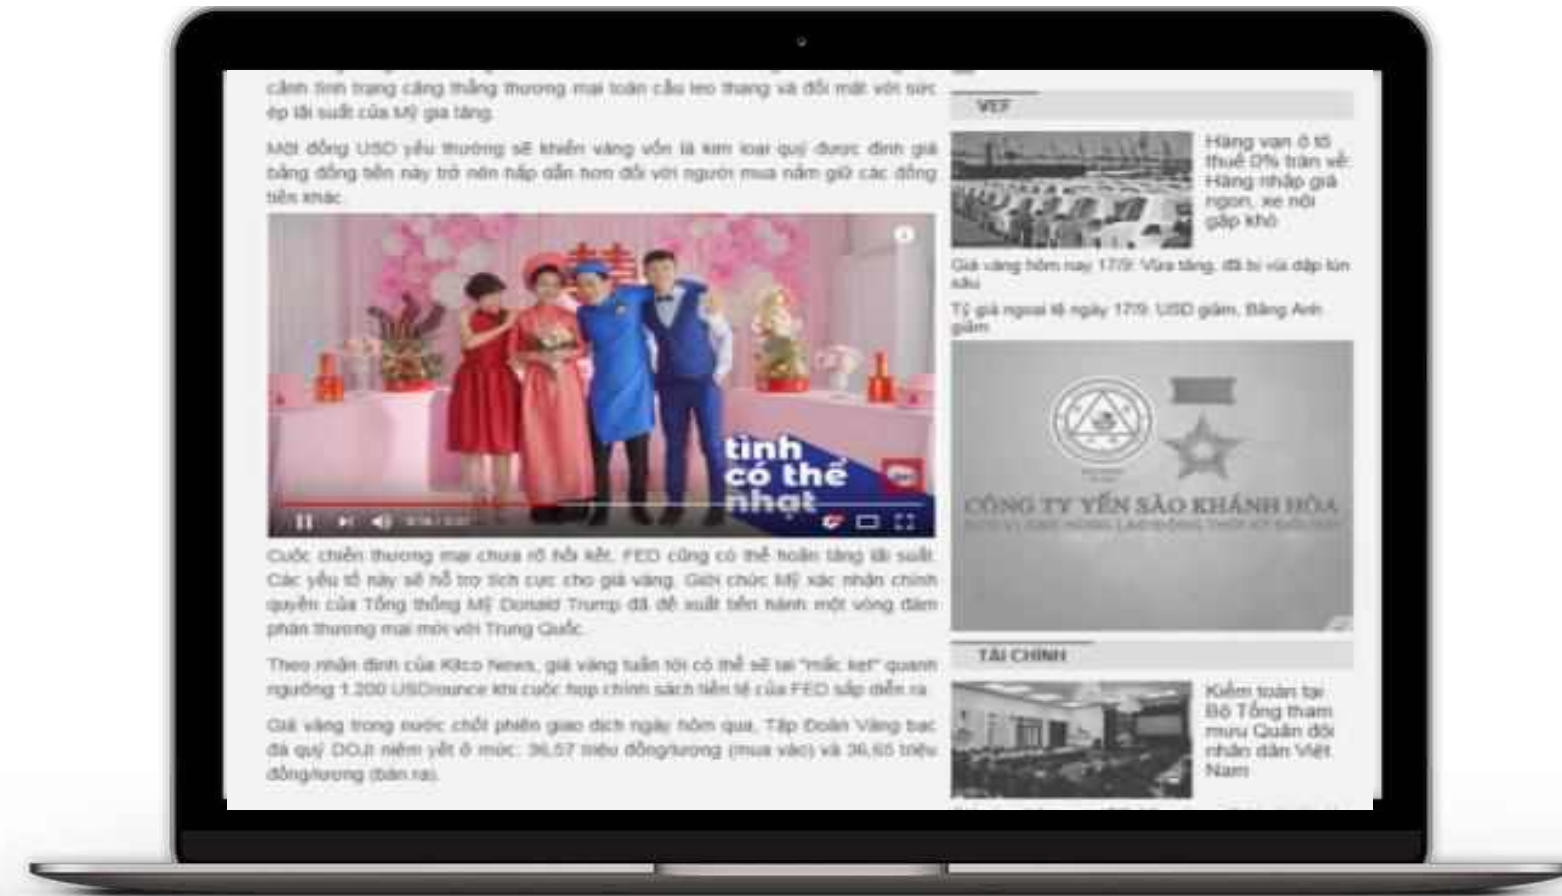 cảnh tình trạng căng thẳng thương mại toàn cầu leo thang và đối mặt với sức
ép lãi suất của Mỹ gia tăng.
Một đồng USD yếu thường sẽ khiến vàng vốn là kim loại quý được định giá
bằng đồng tiền này trở nên hấp dẫn hơn đối với người mua nắm giữ các đồng
tiền khác.
tình
có thể
nhạt
Cuộc chiến thương mại chưa rõ hồi kết, FED cũng có thể hoãn tăng lãi suất.
Các yếu tố này sẽ hỗ trợ tích cực cho giá vàng. Giới chức Mỹ xác nhận chính
quyền của Tổng thống Mỹ Donald Trump đã đề xuất tiến hành một vòng đàm
phán thương mại mới với Trung Quốc.
Theo nhận định của Kitco News, giá vàng tuần tới có thể sẽ lại "mắc kẹt" quanh
ngưỡng 1.200 USD/ounce khi cuộc họp chính sách tiền tệ của FED sắp diễn ra.
Giá vàng trong nước chốt phiên giao dịch ngày hôm qua, Tập Đoàn Vàng bạc
đá quý DOJI niêm yết ở mức: 36,57 triệu đồng/lượng (mua vào) và 36,65 triệu
đồng/lượng (bán ra).
VEF
Hàng vạn ô tô
thuế 0% tràn về:
Hàng nhập giá
ngon, xe nội
gặp khó
Giá vàng hôm nay 17/9: Vừa tăng, đã bị vùi dập lún
sâu
Tỷ giá ngoại tệ ngày 17/9: USD giảm, Bảng Anh
giảm
CÔNG TY YẾN SÀO KHÁNH HÒA
TÀI CHÍNH
Kiểm toán tại
Bộ Tổng tham
mưu Quân đội
nhân dân Việt
Nam